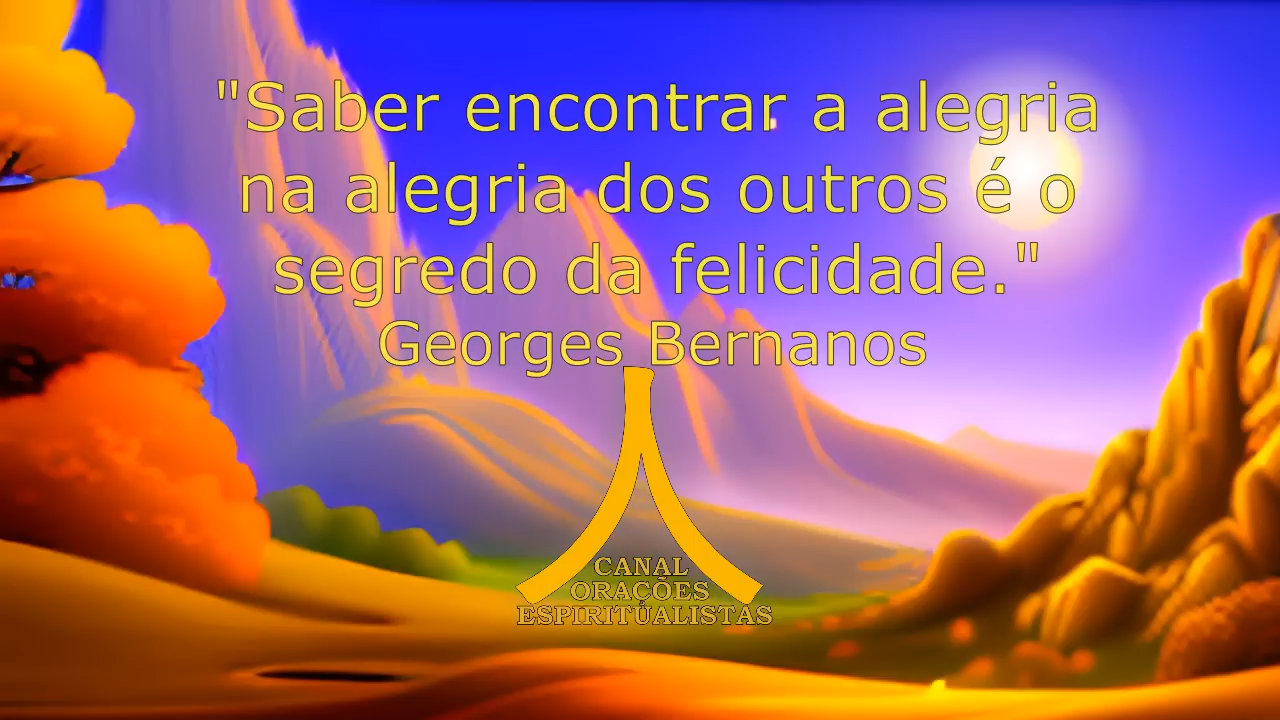 "Saber encontrar a alegria
na alegria dos outros é o
segredo da felicidade."
Georges Bernanos
CANAL
ORAÇÕES
ESPIRITUALISTAS